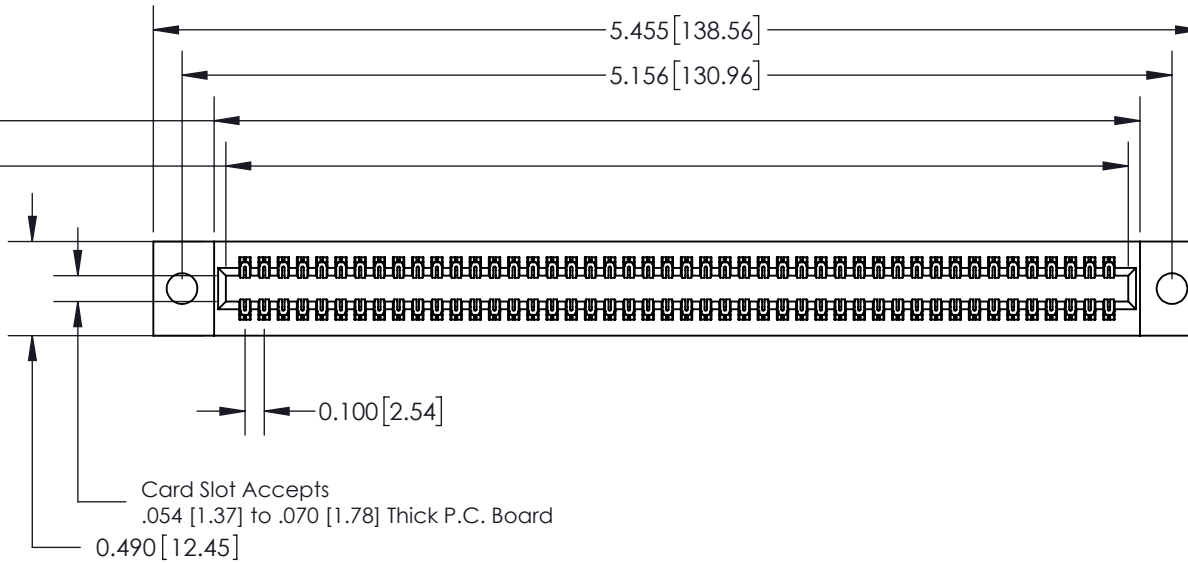 5.455[138.56]
5.156[130.96]
0.100[2.54]
Card Slot Accepts
.054 [1.37] to .070 [1.78] Thick P.C. Board
0.490[12.45]